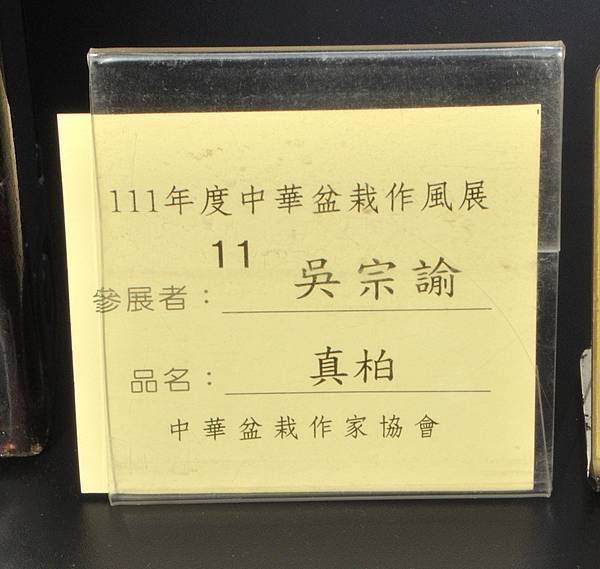 111年度中華盆栽作風展
11
參展者：吳宗諭
品名：真柏
中華盆栽作家協會